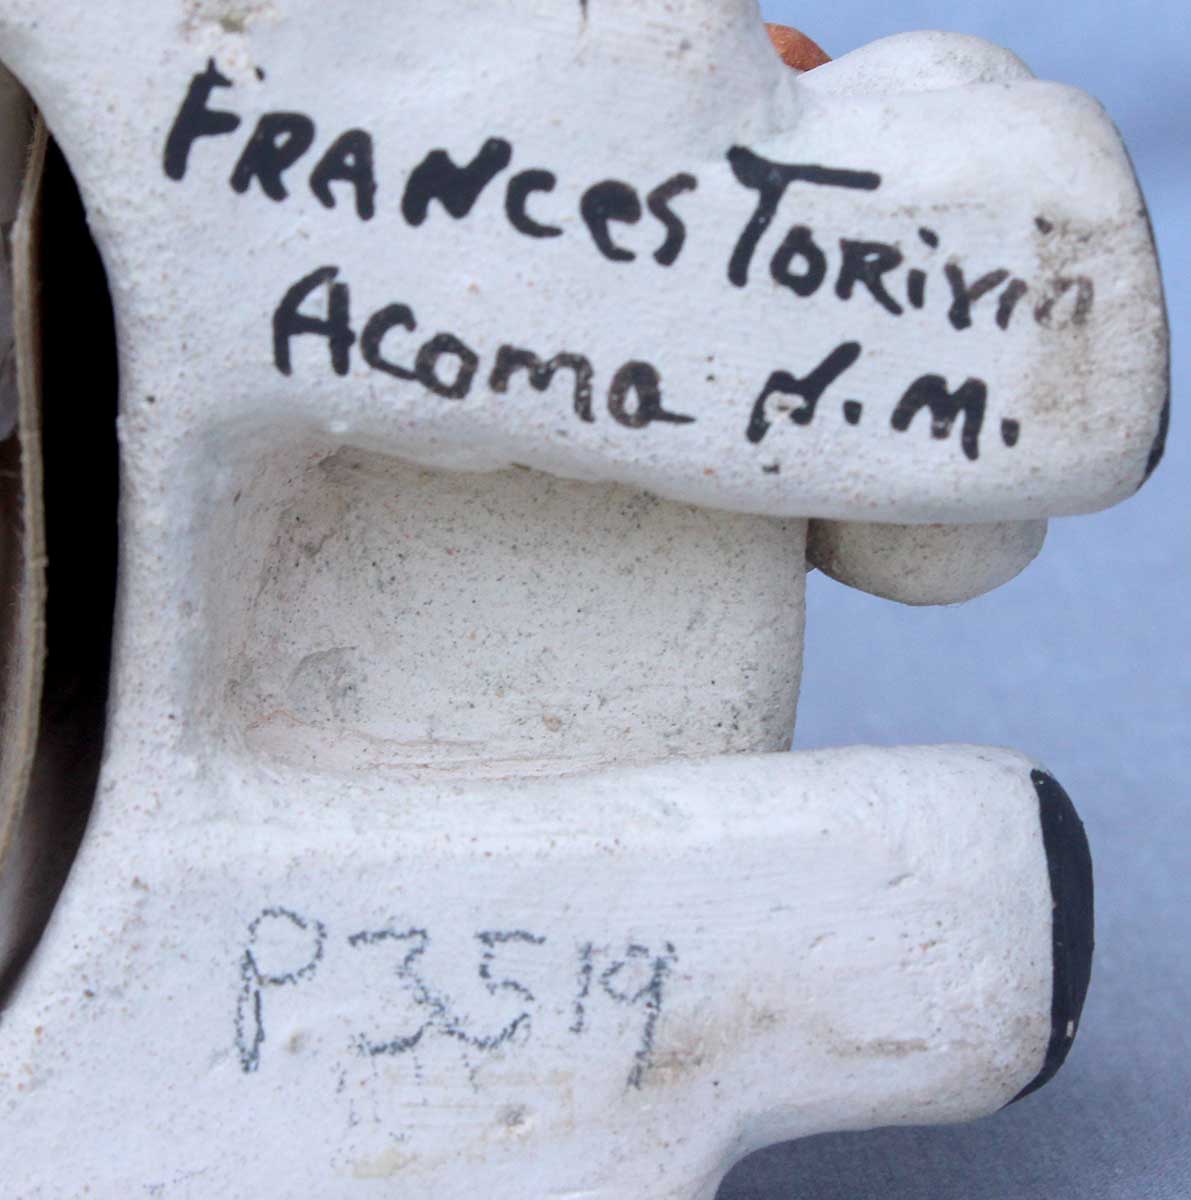 FRANCES TORIVIO
ACOMA N.M.
P3519